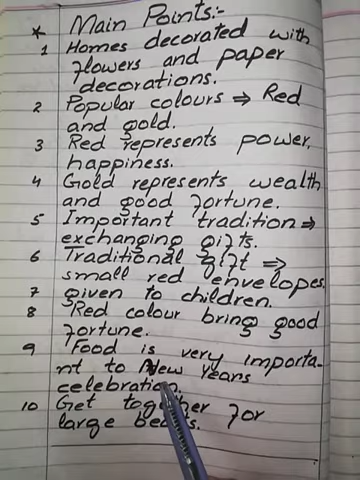 * Main Points:-
1 Homes decorated with
flowers and paper
decorations.
2 Popular colours ⇒ Red
and gold.
3 Red represents power,
happiness.
4 Gold represents wealth
and good fortune.
5 Important tradition ⇒
exchanging gifts.
6 Traditional gift ⇒
small red envelopes
7 given to children.
8 Red colour bring good
fortune.
9 Food is very importa-
nt to New Years
celebration.
10 Get together for
large